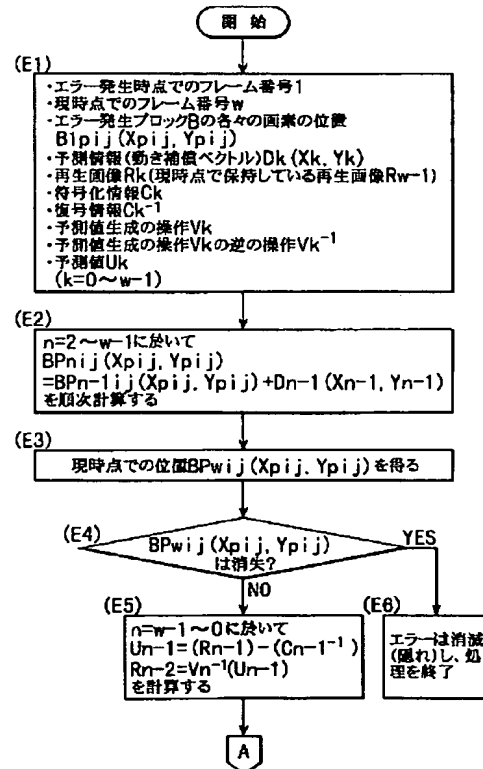 開 始
(E1)
・エラー発生時点でのフレーム番号1
・現時点でのフレーム番号w
・エラー発生ブロックBの各々の画素の位置
B1pij(Xpij, Ypij)
・予測情報(動き補償ベクトル)Dk(Xk, Yk)
・再生画像Rk(現時点で保持している再生画像Rw-1)
・符号化情報Ck
・復号情報Ck⁻¹
・予測値生成の操作Vk
・予測値生成の操作Vkの逆の操作Vk⁻¹
・予測値Uk
(k=0〜w-1)
(E2)
n=2〜w-1に於いて
BPnij(Xpij, Ypij)
=BPn-1ij(Xpij, Ypij)+Dn-1(Xn-1, Yn-1)
を順次計算する
(E3)
現時点での位置BPwij(Xpij, Ypij)を得る
(E4)
BPwij(Xpij, Ypij)
は消失?
YES
NO
(E5)
n=w-1〜0に於いて
Un-1=(Rn-1)-(Cn-1⁻¹)
Rn-2=Vn⁻¹(Un-1)
を計算する
(E6)
エラーは消滅
(隠れ)し、処
理を終了
A